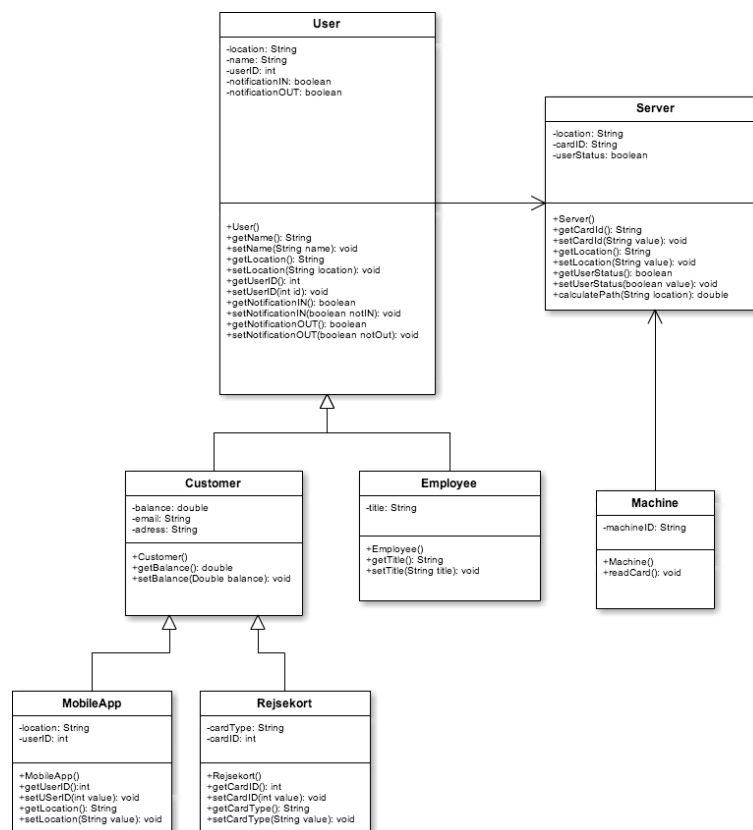 User
-location: String
-name: String
-userID: int
-notificationIN: boolean
-notificationOUT: boolean
+User()
+getName(): String
+setName(String name): void
+getLocation(): String
+setLocation(String location): void
+getUserID(): int
+setUserID(int id): void
+getNotificationIN(): boolean
+setNotificationIN(boolean notIN): void
+getNotificationOUT(): boolean
+setNotificationOUT(boolean notOut): void
Server
-location: String
-cardID: String
-userStatus: boolean
+Server()
+getCardId(): String
+setCardId(String value): void
+getLocation(): String
+setLocation(String value): void
+getUserStatus(): boolean
+setUserStatus(boolean value): void
+calculatePath(String location): double
Customer
-balance: double
-email: String
-adress: String
+Customer()
+getBalance(): double
+setBalance(Double balance): void
Employee
-title: String
+Employee()
+getTitle(): String
+setTitle(String title): void
Machine
-machineID: String
+Machine()
+readCard(): void
MobileApp
-location: String
-userID: int
+MobileApp()
+getUserID():int
+setUSerID(int value): void
+getLocation(): String
+setLocation(String value): void
Rejsekort
-cardType: String
-cardID: int
+Rejsekort()
+getCardID(): int
+setCardID(int value): void
+getCardType(): String
+setCardType(String value): void